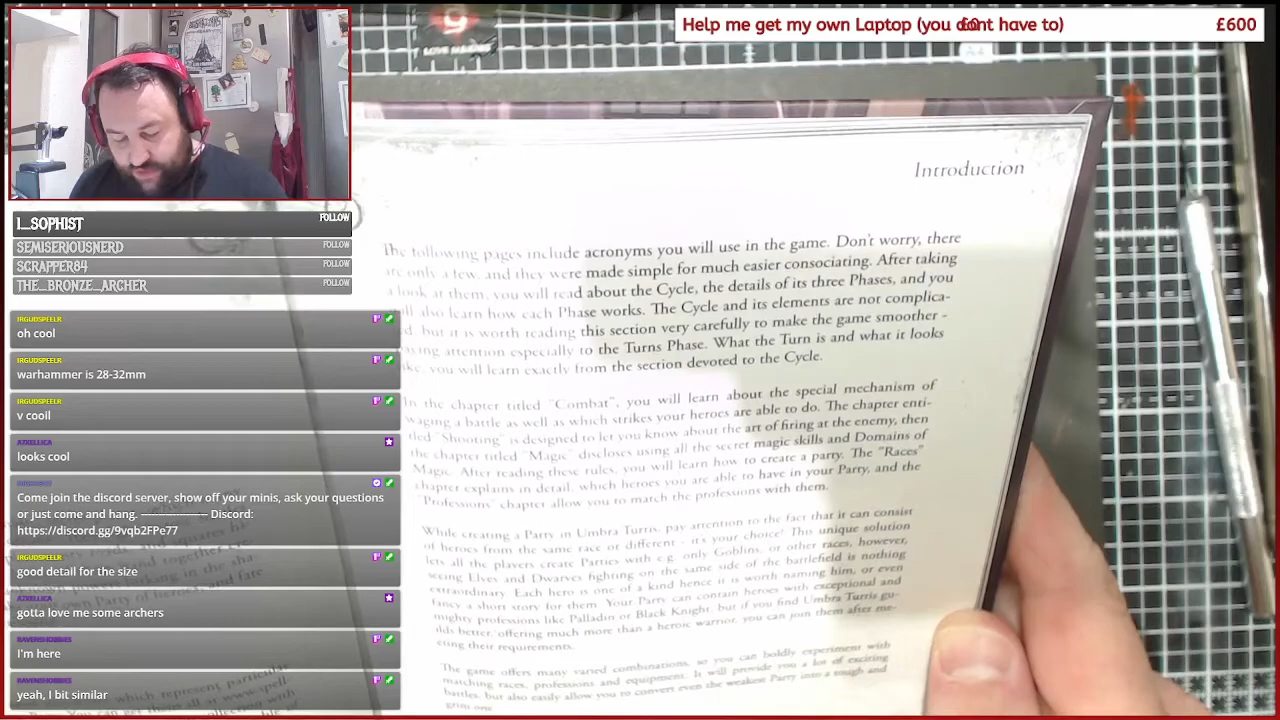 Help me get my own Laptop (you dont have to)
£0
£600
I_SOPHIST FOLLOW
SEMISERIOUSNERD FOLLOW
SCRAPPER84 FOLLOW
THE_BRONZE_ARCHER FOLLOW
IRGUDSPEELR
oh cool
IRGUDSPEELR
warhammer is 28-32mm
IRGUDSPEELR
v cooil
A7XELLICA
looks cool
Come join the discord server, show off your minis, ask your questions
or just come and hang. ----------------- Discord:
https://discord.gg/9vqb2FPe77
IRGUDSPEELR
good detail for the size
A7XELLICA
gotta love me some archers
RAVENSHOBBIES
I'm here
RAVENSHOBBIES
yeah, I bit similar
Introduction
The following pages include acronyms you will use in the game. Don't worry, there
are only a few, and they were made simple for much easier consociating. After taking
a look at them, you will read about the Cycle, the details of its three Phases, and you
also learn how each Phase works. The Cycle and its elements are not complica-
but it is worth reading this section very carefully to make the game smoother -
attention especially to the Turns Phase. What the Turn is and what it looks
you will learn exactly from the section devoted to the Cycle.
In the chapter titled "Combat", you will learn about the special mechanism of
waging a battle as well as which strikes your heroes are able to do. The chapter enti-
tled "Shooting" is designed to let you know about the art of firing at the enemy, then
the chapter titled "Magic" discloses using all the secret magic skills and Domains of
Magic. After reading these rules, you will learn how to create a party. The "Races"
chapter explains in detail, which heroes you are able to have in your Party, and the
"Professions" chapter allow you to match the professions with them.
While creating a Party in Umbra Turris, pay attention to the fact that it can consist
of heroes from the same race or different - it's your choice! This unique solution
lets all the players create Parties with e.g. only Goblins, or other races, however,
seeing Elves and Dwarves fighting on the same side of the battlefield is nothing
extraordinary. Each hero is one of a kind hence it is worth naming him, or even
fancy a short story for them. Your Party can contain heroes with exceptional and
mighty professions like Palladin or Black Knight, but if you find Umbra Turris gu-
ilds better, offering much more than a heroic warrior, you can join them after me-
eting their requirements.
The game offers many varied combinations, so you can boldly experiment with
matching races, professions and equipment. It will provide you a lot of exciting
battles, but also easily allow you to convert even the weakest Party into a tough and
grim one.